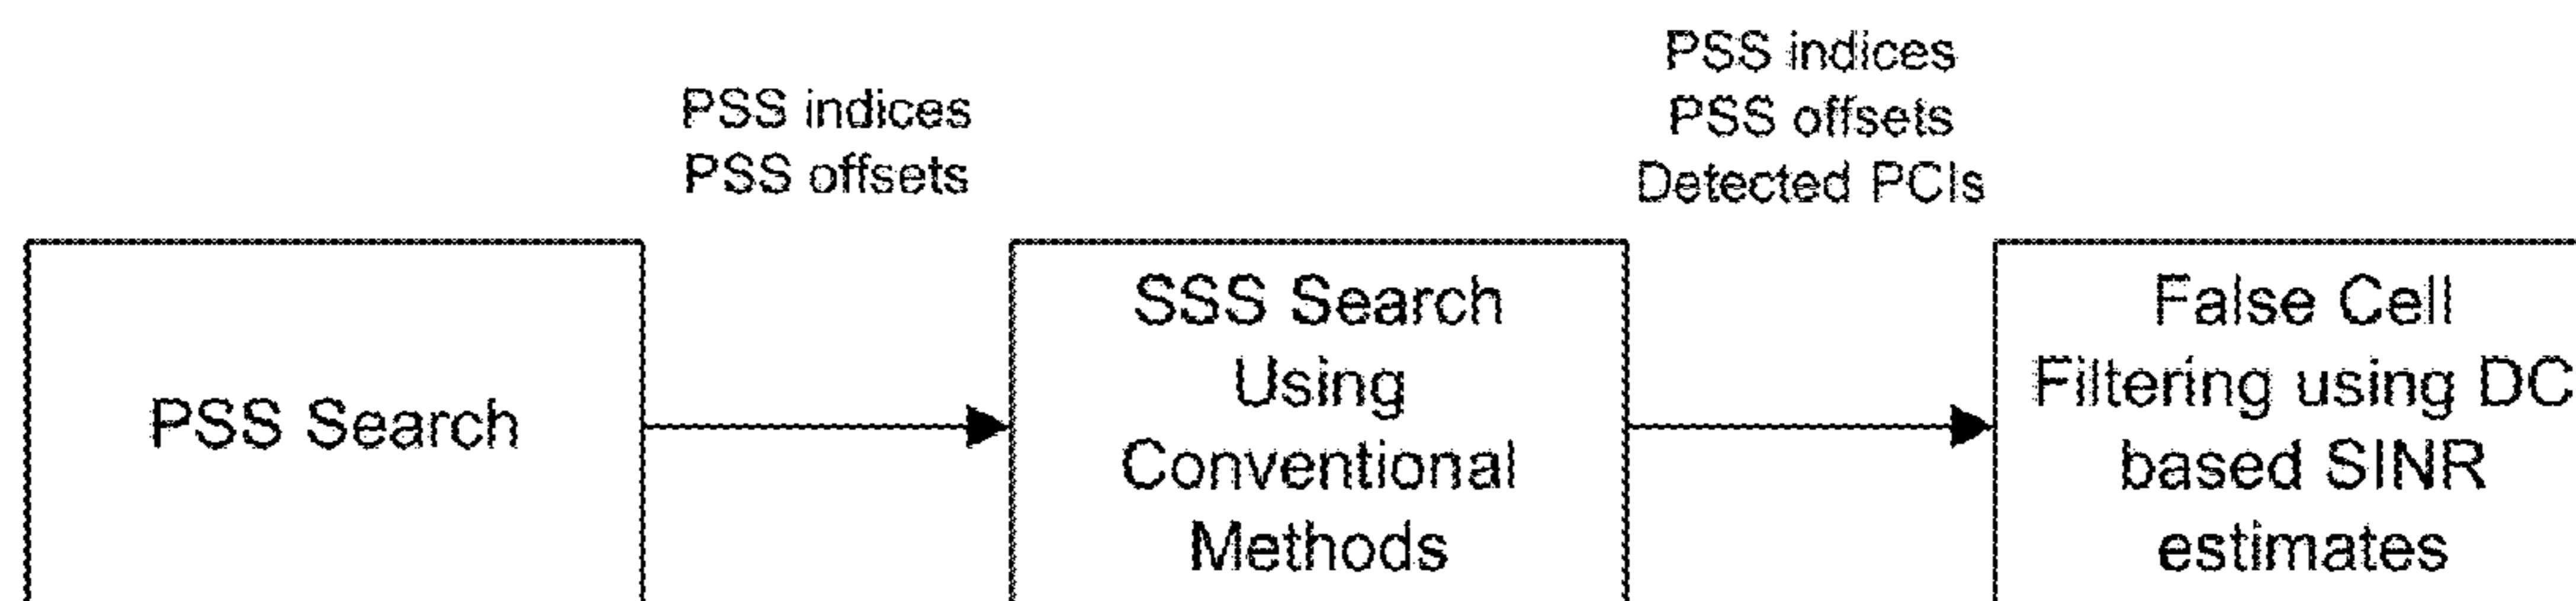 PSS indices
PSS offsets
PSS indices
PSS offsets
Detected PCIs
PSS Search
SSS Search
Using
Conventional
Methods
False Cell
Filtering using DC
based SINR
estimates